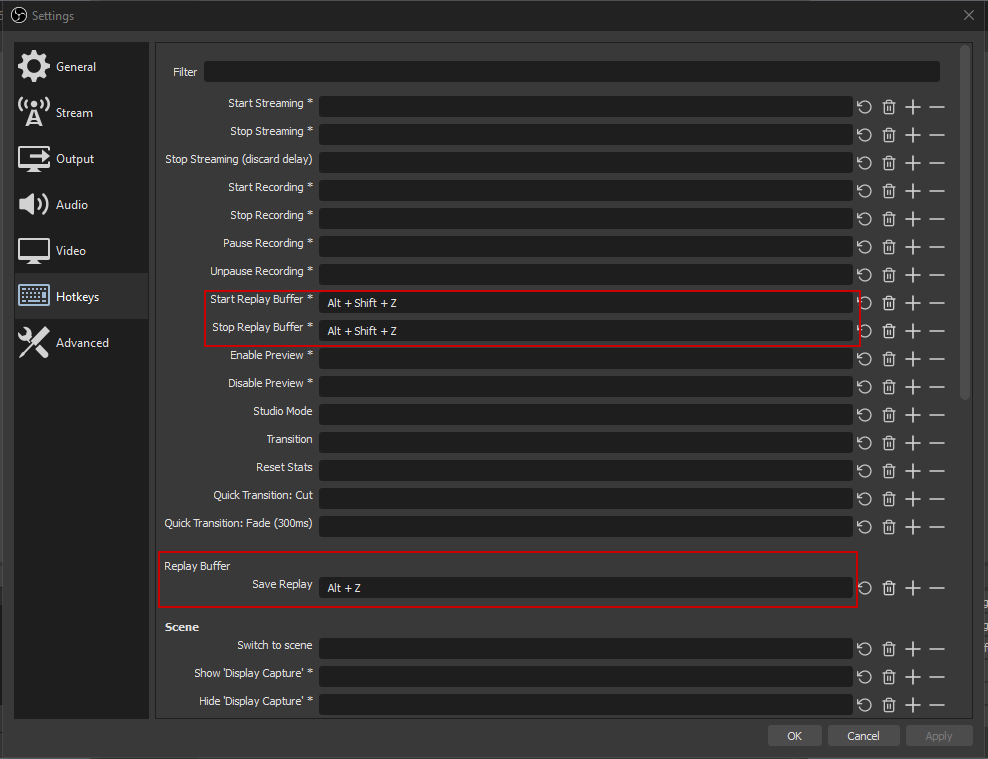 Settings
General
Stream
Output
Audio
Video
Hotkeys
Advanced
Filter
Start Streaming *
Stop Streaming *
Stop Streaming (discard delay)
Start Recording *
Stop Recording *
Pause Recording *
Unpause Recording *
Start Replay Buffer * Alt + Shift + Z
Stop Replay Buffer * Alt + Shift + Z
Enable Preview *
Disable Preview *
Studio Mode
Transition
Reset Stats
Quick Transition: Cut
Quick Transition: Fade (300ms)
Replay Buffer
Save Replay Alt + Z
Scene
Switch to scene
Show 'Display Capture' *
Hide 'Display Capture' *
OK Cancel Apply